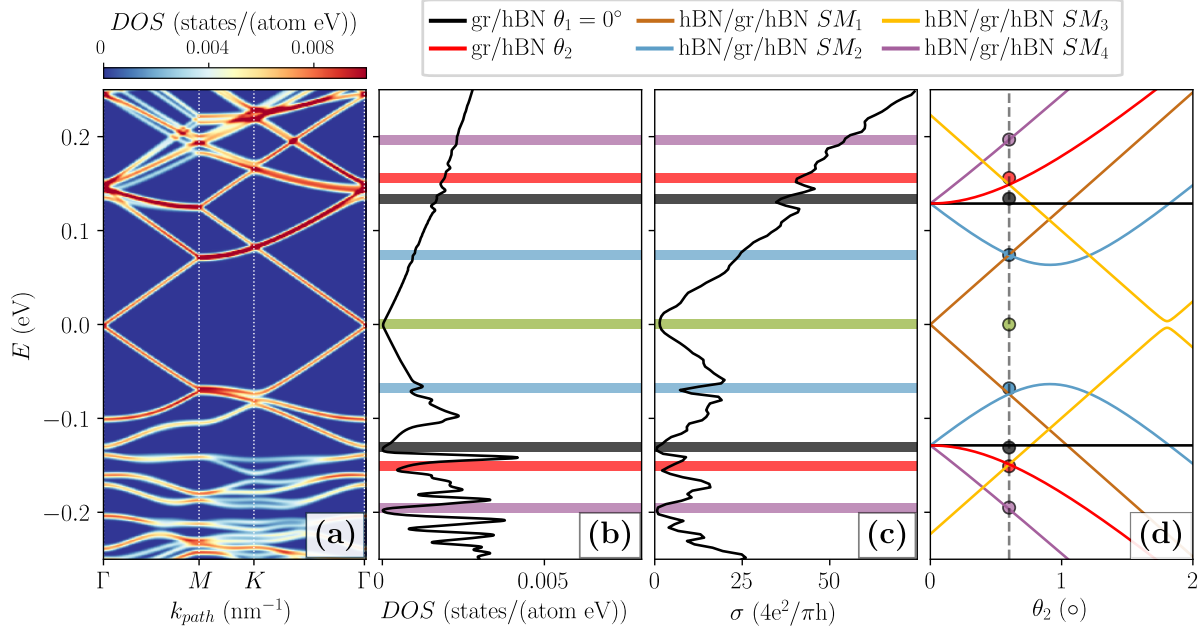 DOS (states/(atom eV))
0 0.004 0.008
gr/hBN θ₁ = 0° hBN/gr/hBN SM₁ hBN/gr/hBN SM₃
gr/hBN θ₂ hBN/gr/hBN SM₂ hBN/gr/hBN SM₄
E (eV)
0.2
0.1
0.0
−0.1
−0.2
(a) (b) (c) (d)
Γ M K Γ 0 0.005 0 25 50 0 1 2
k_path (nm⁻¹) DOS (states/(atom eV)) σ (4e²/πh) θ₂ (○)